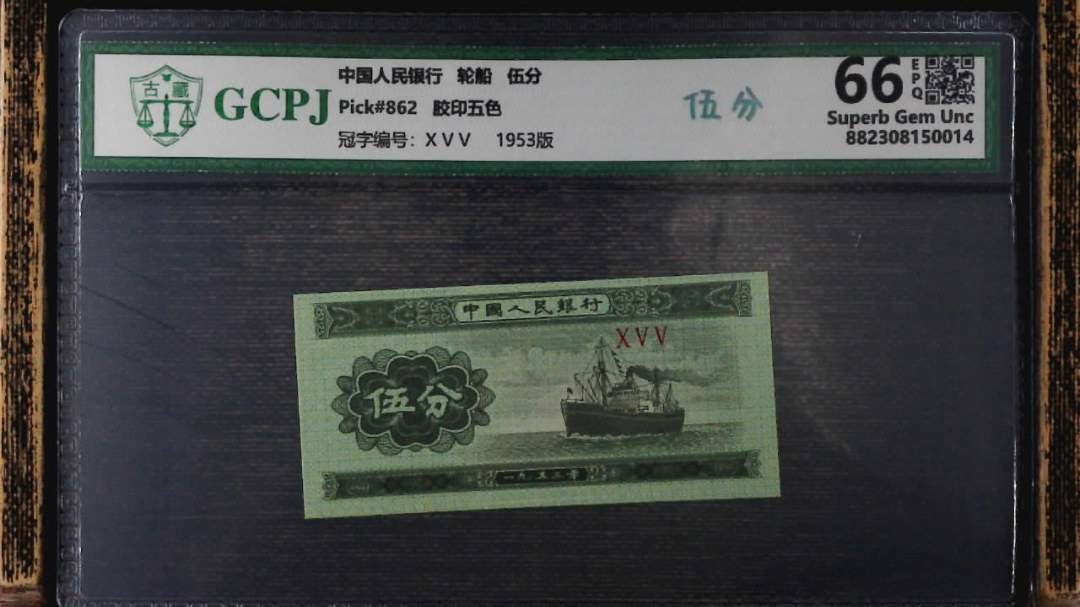 古藏
GCPJ
中国人民银行 轮船 伍分
Pick#862 胶印五色
冠字编号：X V V 1953版
伍分
66
EPQ
Superb Gem Unc
882308150014
中國人民銀行
XVV
伍分
一九五三年